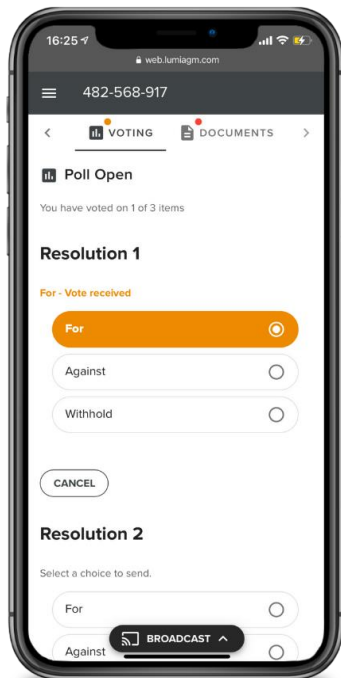 16:25
web.lumiagm.com
482-568-917
VOTING
DOCUMENTS
Poll Open
You have voted on 1 of 3 items
Resolution 1
For - Vote received
For
Against
Withhold
CANCEL
Resolution 2
Select a choice to send.
For
BROADCAST
Against